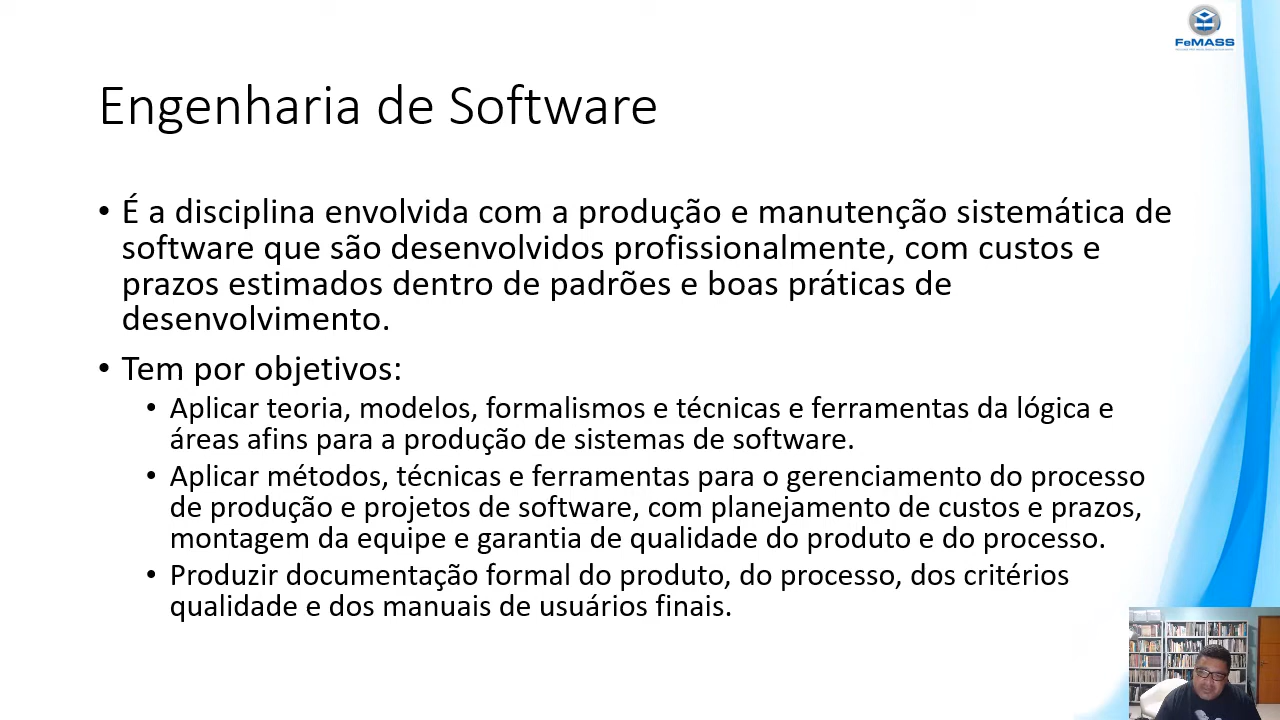 FeMASS
Engenharia de Software
• É a disciplina envolvida com a produção e manutenção sistemática de
software que são desenvolvidos profissionalmente, com custos e
prazos estimados dentro de padrões e boas práticas de
desenvolvimento.
• Tem por objetivos:
• Aplicar teoria, modelos, formalismos e técnicas e ferramentas da lógica e
áreas afins para a produção de sistemas de software.
• Aplicar métodos, técnicas e ferramentas para o gerenciamento do processo
de produção e projetos de software, com planejamento de custos e prazos,
montagem da equipe e garantia de qualidade do produto e do processo.
• Produzir documentação formal do produto, do processo, dos critérios
qualidade e dos manuais de usuários finais.